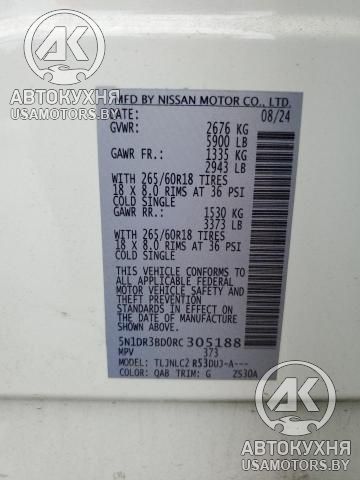 АВТОКУХНЯ
USAMOTORS.BY
MFD BY NISSAN MOTOR CO., LTD.
DATE: 08/24
GVWR: 2676 KG
5900 LB
GAWR FR.: 1335 KG
2943 LB
WITH 265/60R18 TIRES
18 X 8.0 RIMS AT 36 PSI
COLD SINGLE
GAWR RR.: 1530 KG
3373 LB
WITH 265/60R18 TIRES
18 X 8.0 RIMS AT 36 PSI
COLD SINGLE
THIS VEHICLE CONFORMS TO
ALL APPLICABLE FEDERAL
MOTOR VEHICLE SAFETY AND
THEFT PREVENTION
STANDARDS IN EFFECT ON
THE DATE OF MANUFACTURE
SHOWN ABOVE.
5N1DR3BD0RC305188
MPV 373
TLJNLC2 R53DUJ-A---
COLOR: QAB TRIM: G ZS30A
АВТОКУХНЯ
USAMOTORS.BY